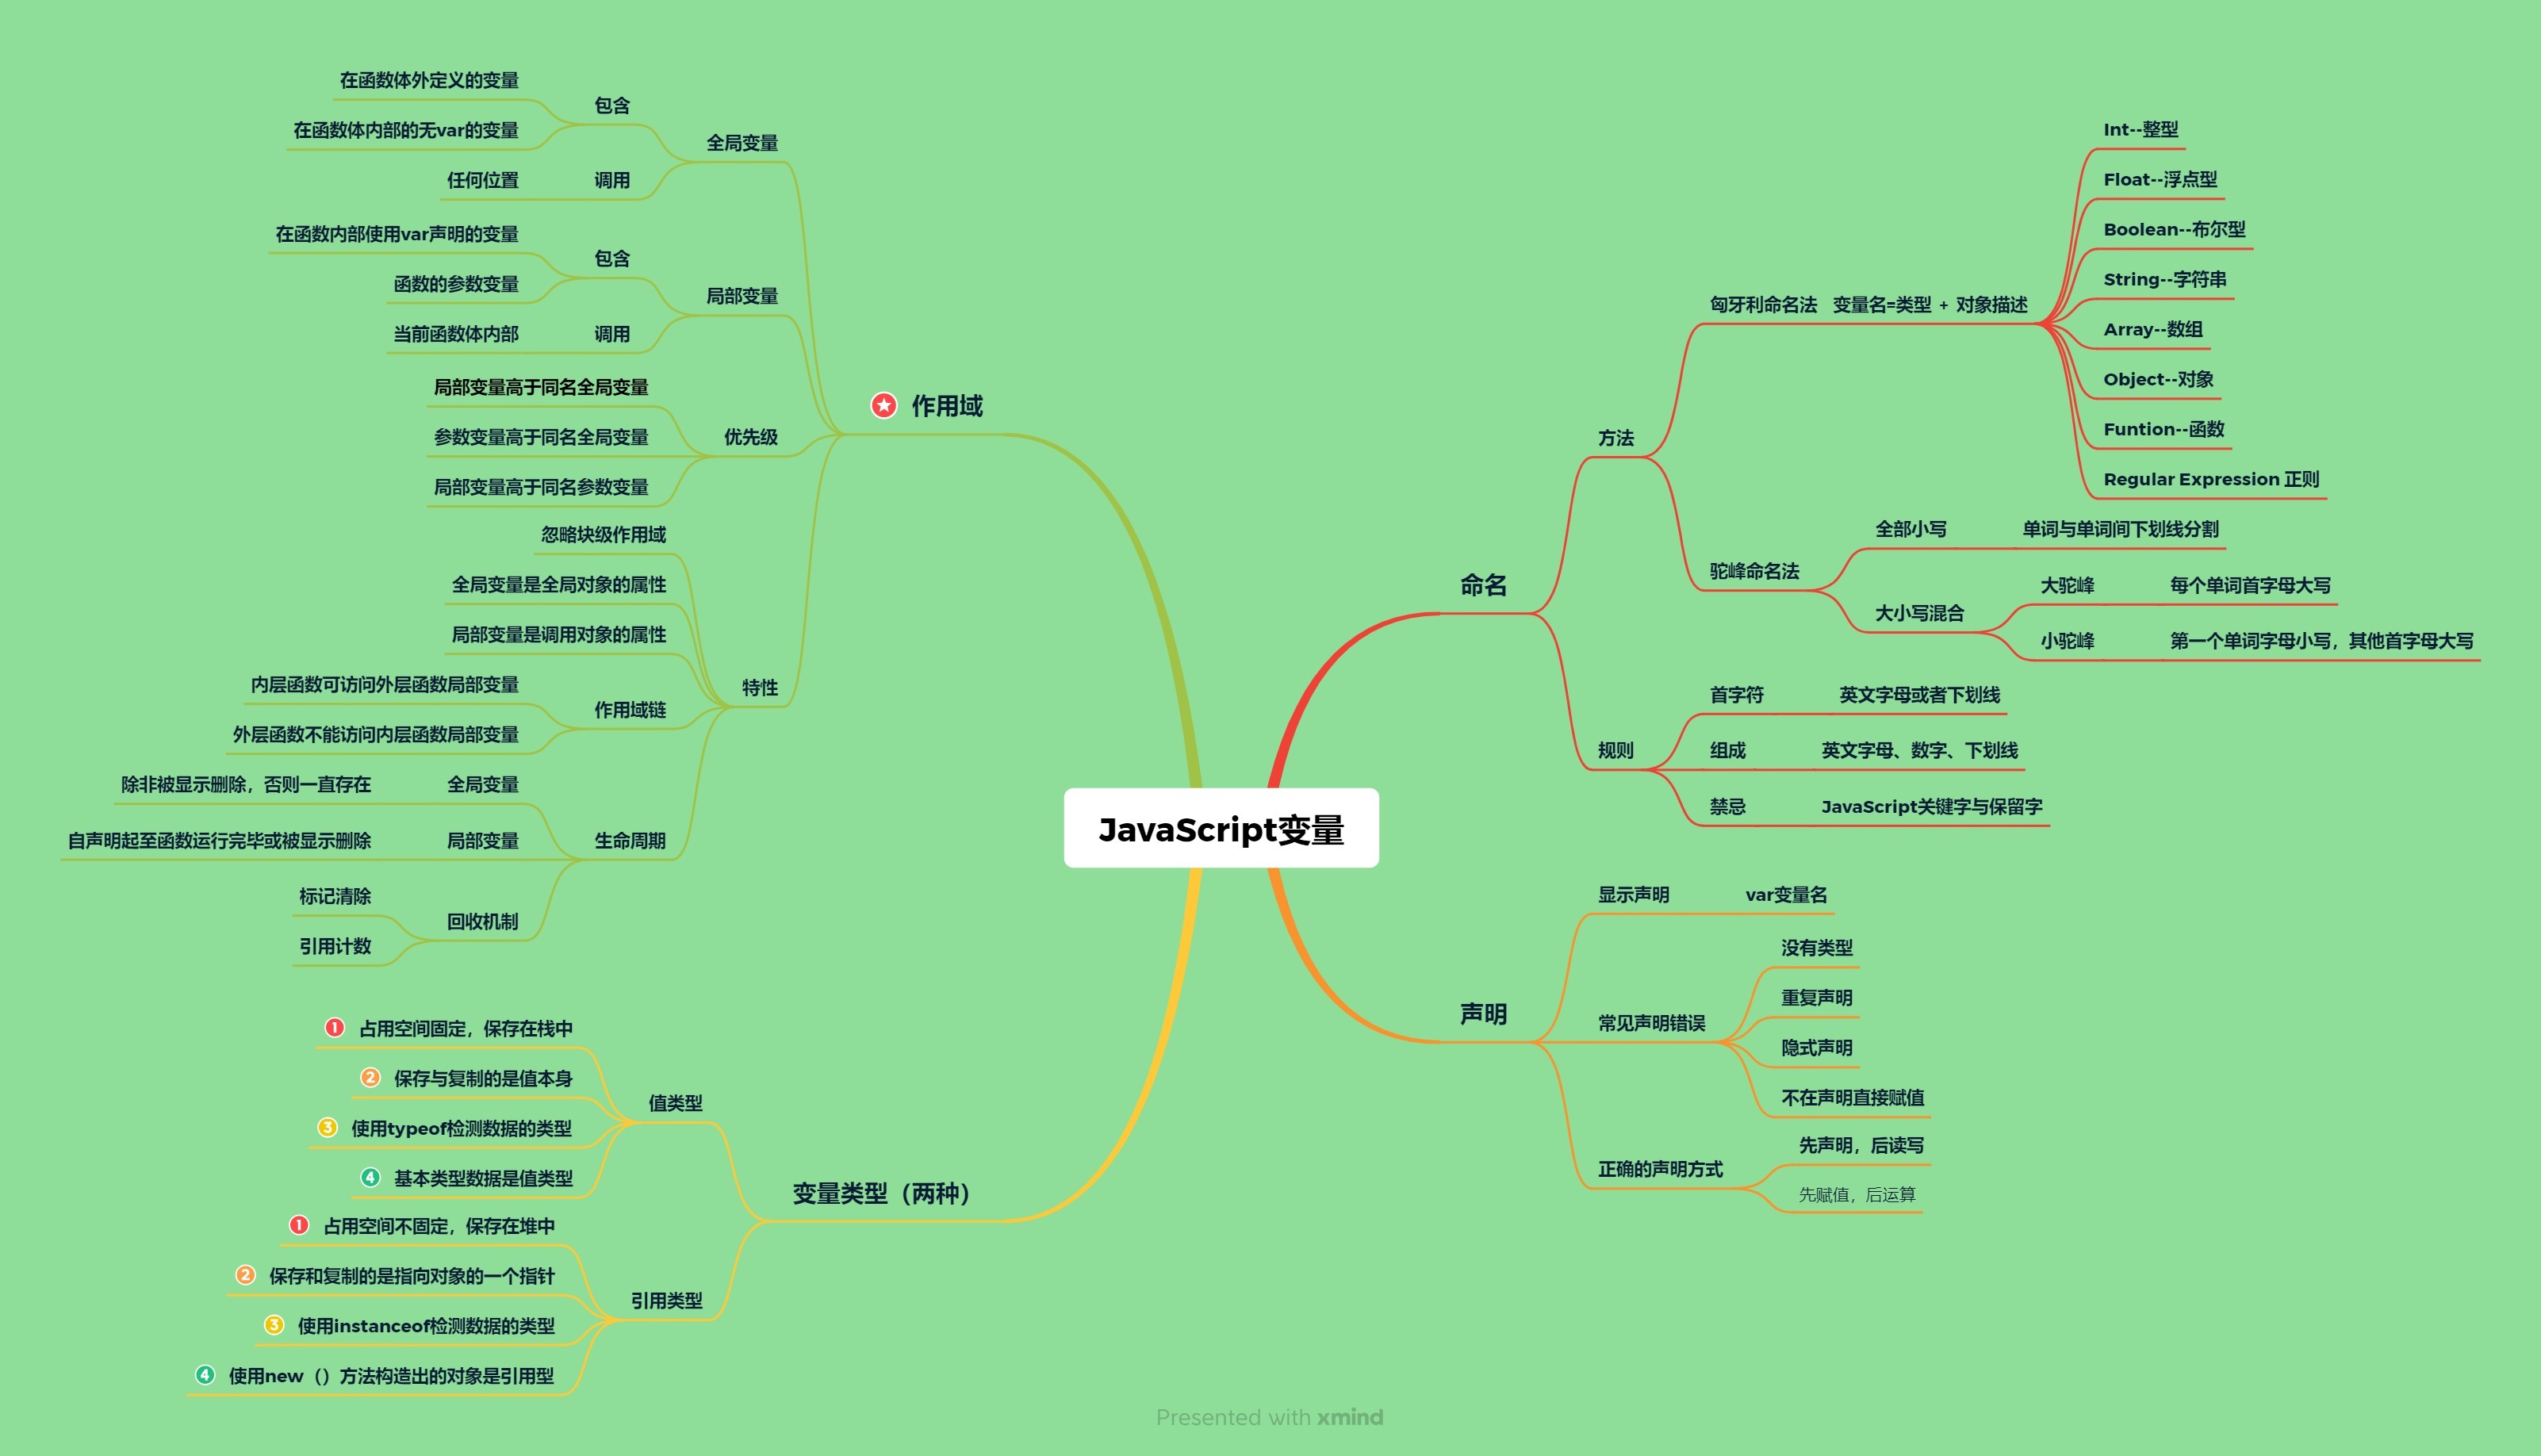 JavaScript变量
命名
方法
匈牙利命名法
变量名=类型 + 对象描述
Int--整型
Float--浮点型
Boolean--布尔型
String--字符串
Array--数组
Object--对象
Funtion--函数
Regular Expression 正则
驼峰命名法
全部小写
单词与单词间下划线分割
大小写混合
大驼峰
每个单词首字母大写
小驼峰
第一个单词字母小写，其他首字母大写
规则
首字符
英文字母或者下划线
组成
英文字母、数字、下划线
禁忌
JavaScript关键字与保留字
声明
显示声明
var变量名
常见声明错误
没有类型
重复声明
隐式声明
不在声明直接赋值
正确的声明方式
先声明，后读写
先赋值，后运算
作用域
全局变量
包含
在函数体外定义的变量
在函数体内部的无var的变量
调用
任何位置
局部变量
包含
在函数内部使用var声明的变量
函数的参数变量
调用
当前函数体内部
优先级
局部变量高于同名全局变量
参数变量高于同名全局变量
局部变量高于同名参数变量
特性
忽略块级作用域
全局变量是全局对象的属性
局部变量是调用对象的属性
作用域链
内层函数可访问外层函数局部变量
外层函数不能访问内层函数局部变量
生命周期
全局变量
除非被显示删除，否则一直存在
局部变量
自声明起至函数运行完毕或被显示删除
回收机制
标记清除
引用计数
变量类型（两种）
值类型
1 占用空间固定，保存在栈中
2 保存与复制的是值本身
3 使用typeof检测数据的类型
4 基本类型数据是值类型
引用类型
1 占用空间不固定，保存在堆中
2 保存和复制的是指向对象的一个指针
3 使用instanceof检测数据的类型
4 使用new（）方法构造出的对象是引用型
Presented with xmind